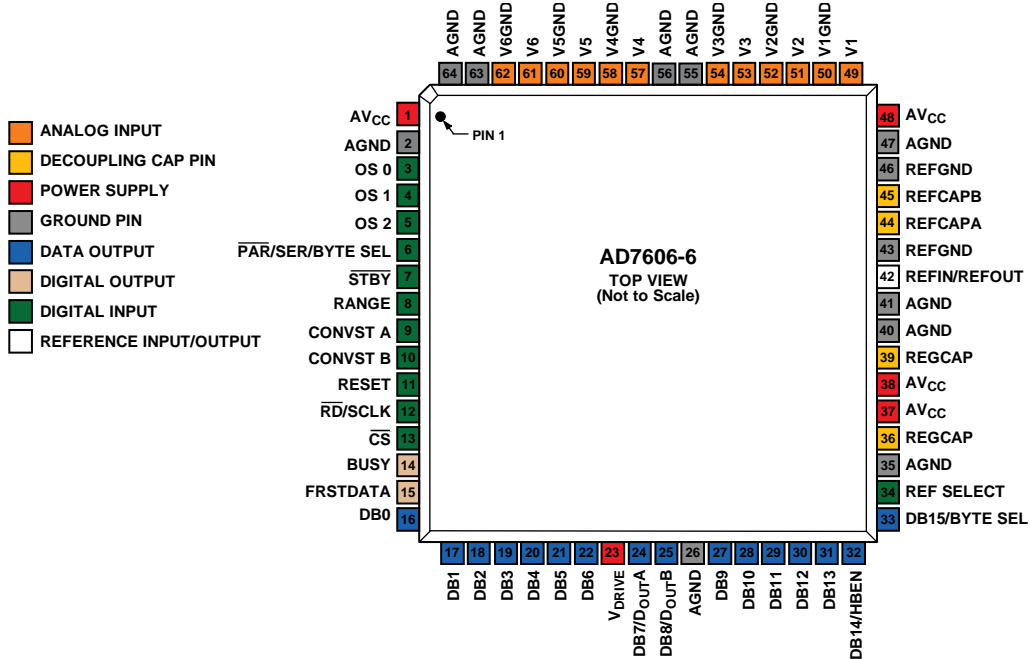 AGND
AGND
V6GND
V6
V5GND
V5
V4GND
V4
AGND
AGND
V3GND
V3
V2GND
V2
V1GND
V1
64 63 62 61 60 59 58 57 56 55 54 53 52 51 50 49
ANALOG INPUT
DECOUPLING CAP PIN
POWER SUPPLY
GROUND PIN
DATA OUTPUT
DIGITAL OUTPUT
DIGITAL INPUT
REFERENCE INPUT/OUTPUT
AVCC 1
AGND 2
OS 0 3
OS 1 4
OS 2 5
PAR/SER/BYTE SEL 6
STBY 7
RANGE 8
CONVST A 9
CONVST B 10
RESET 11
RD/SCLK 12
CS 13
BUSY 14
FRSTDATA 15
DB0 16
PIN 1
AD7606-6
TOP VIEW
(Not to Scale)
48 AVCC
47 AGND
46 REFGND
45 REFCAPB
44 REFCAPA
43 REFGND
42 REFIN/REFOUT
41 AGND
40 AGND
39 REGCAP
38 AVCC
37 AVCC
36 REGCAP
35 AGND
34 REF SELECT
33 DB15/BYTE SEL
17 18 19 20 21 22 23 24 25 26 27 28 29 30 31 32
DB1
DB2
DB3
DB4
DB5
DB6
VDRIVE
DB7/DOUTA
DB8/DOUTB
AGND
DB9
DB10
DB11
DB12
DB13
DB14/HBEN